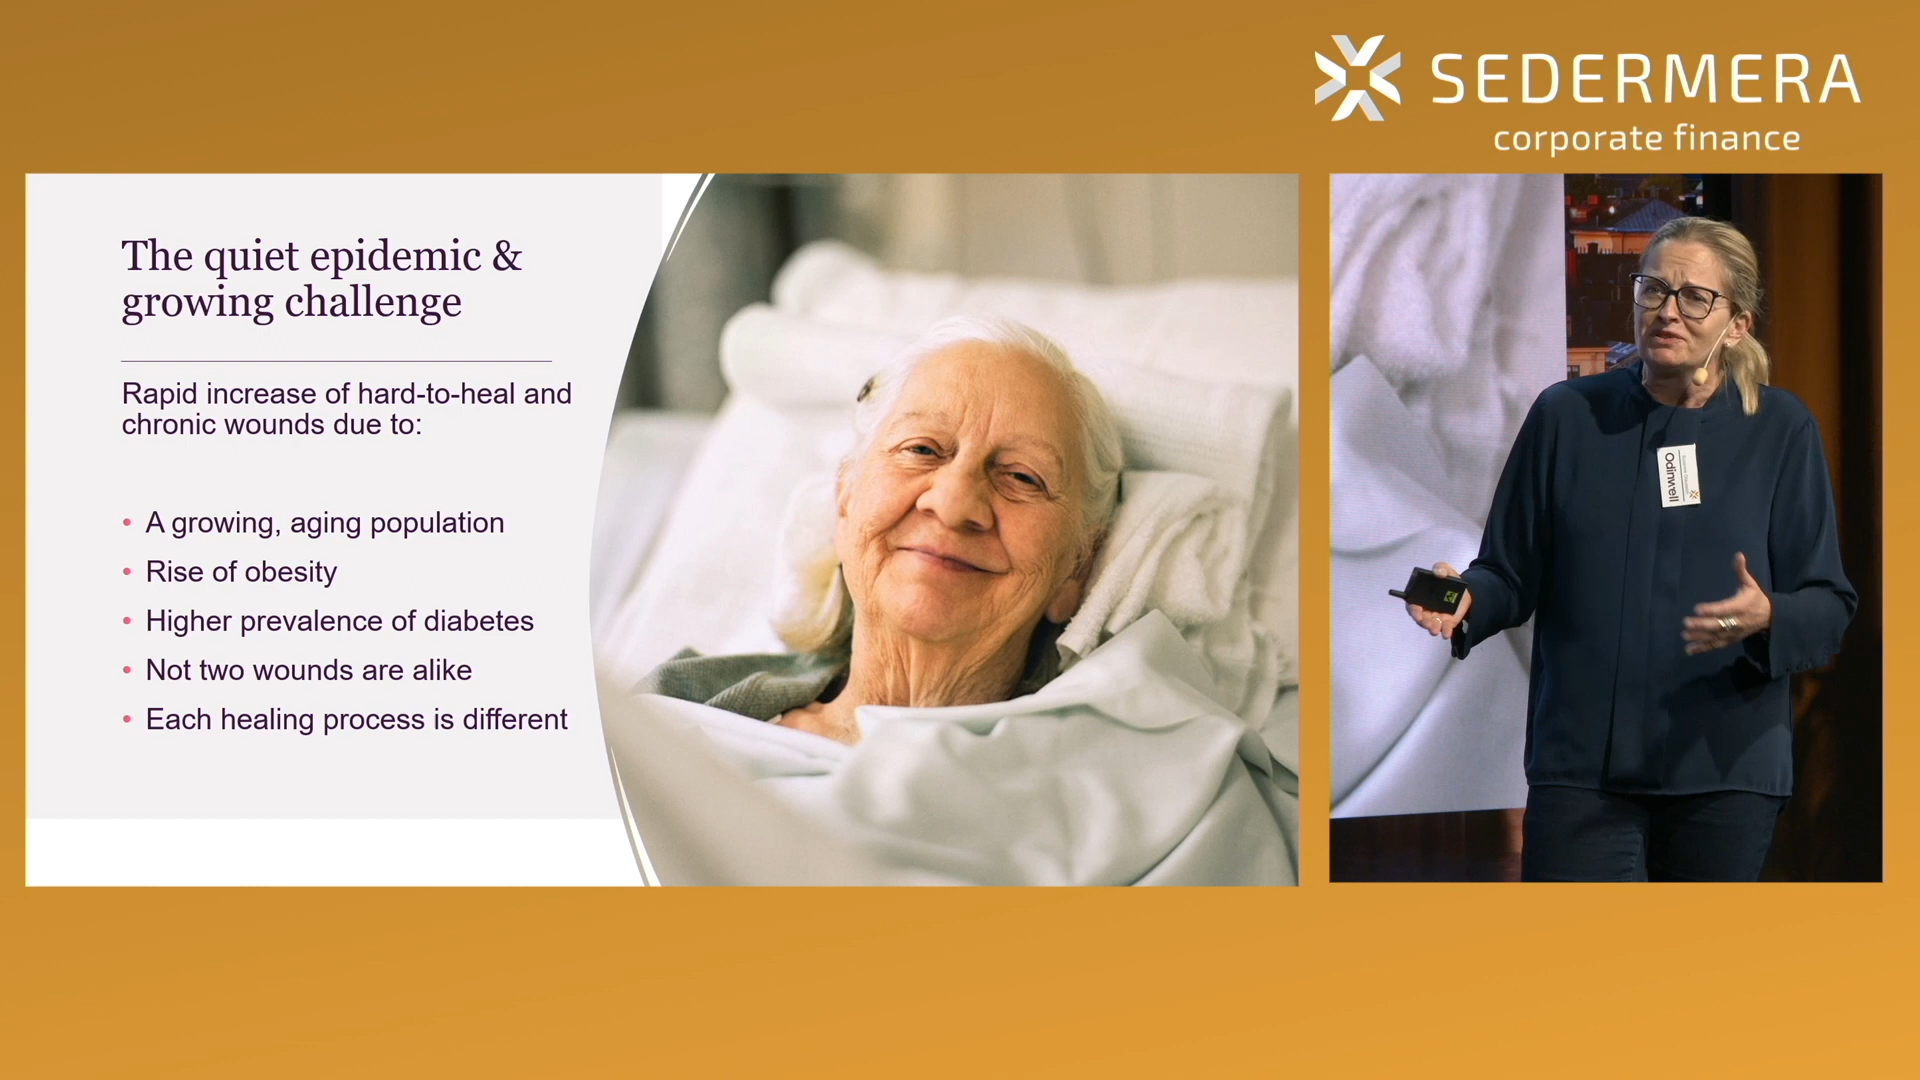 SEDERMERA
corporate finance
The quiet epidemic &
growing challenge
Rapid increase of hard-to-heal and
chronic wounds due to:
• A growing, aging population
• Rise of obesity
• Higher prevalence of diabetes
• Not two wounds are alike
• Each healing process is different
Odinwell